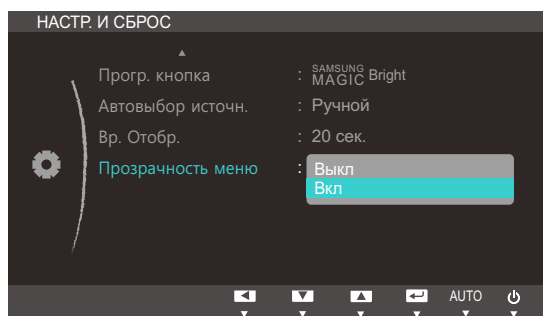 НАСТР. И СБРОС
Прогр. кнопка : SAMSUNG MAGIC Bright
Автовыбор источн. : Ручной
Вр. Отобр. : 20 сек.
Прозрачность меню : Выкл
Вкл
AUTO